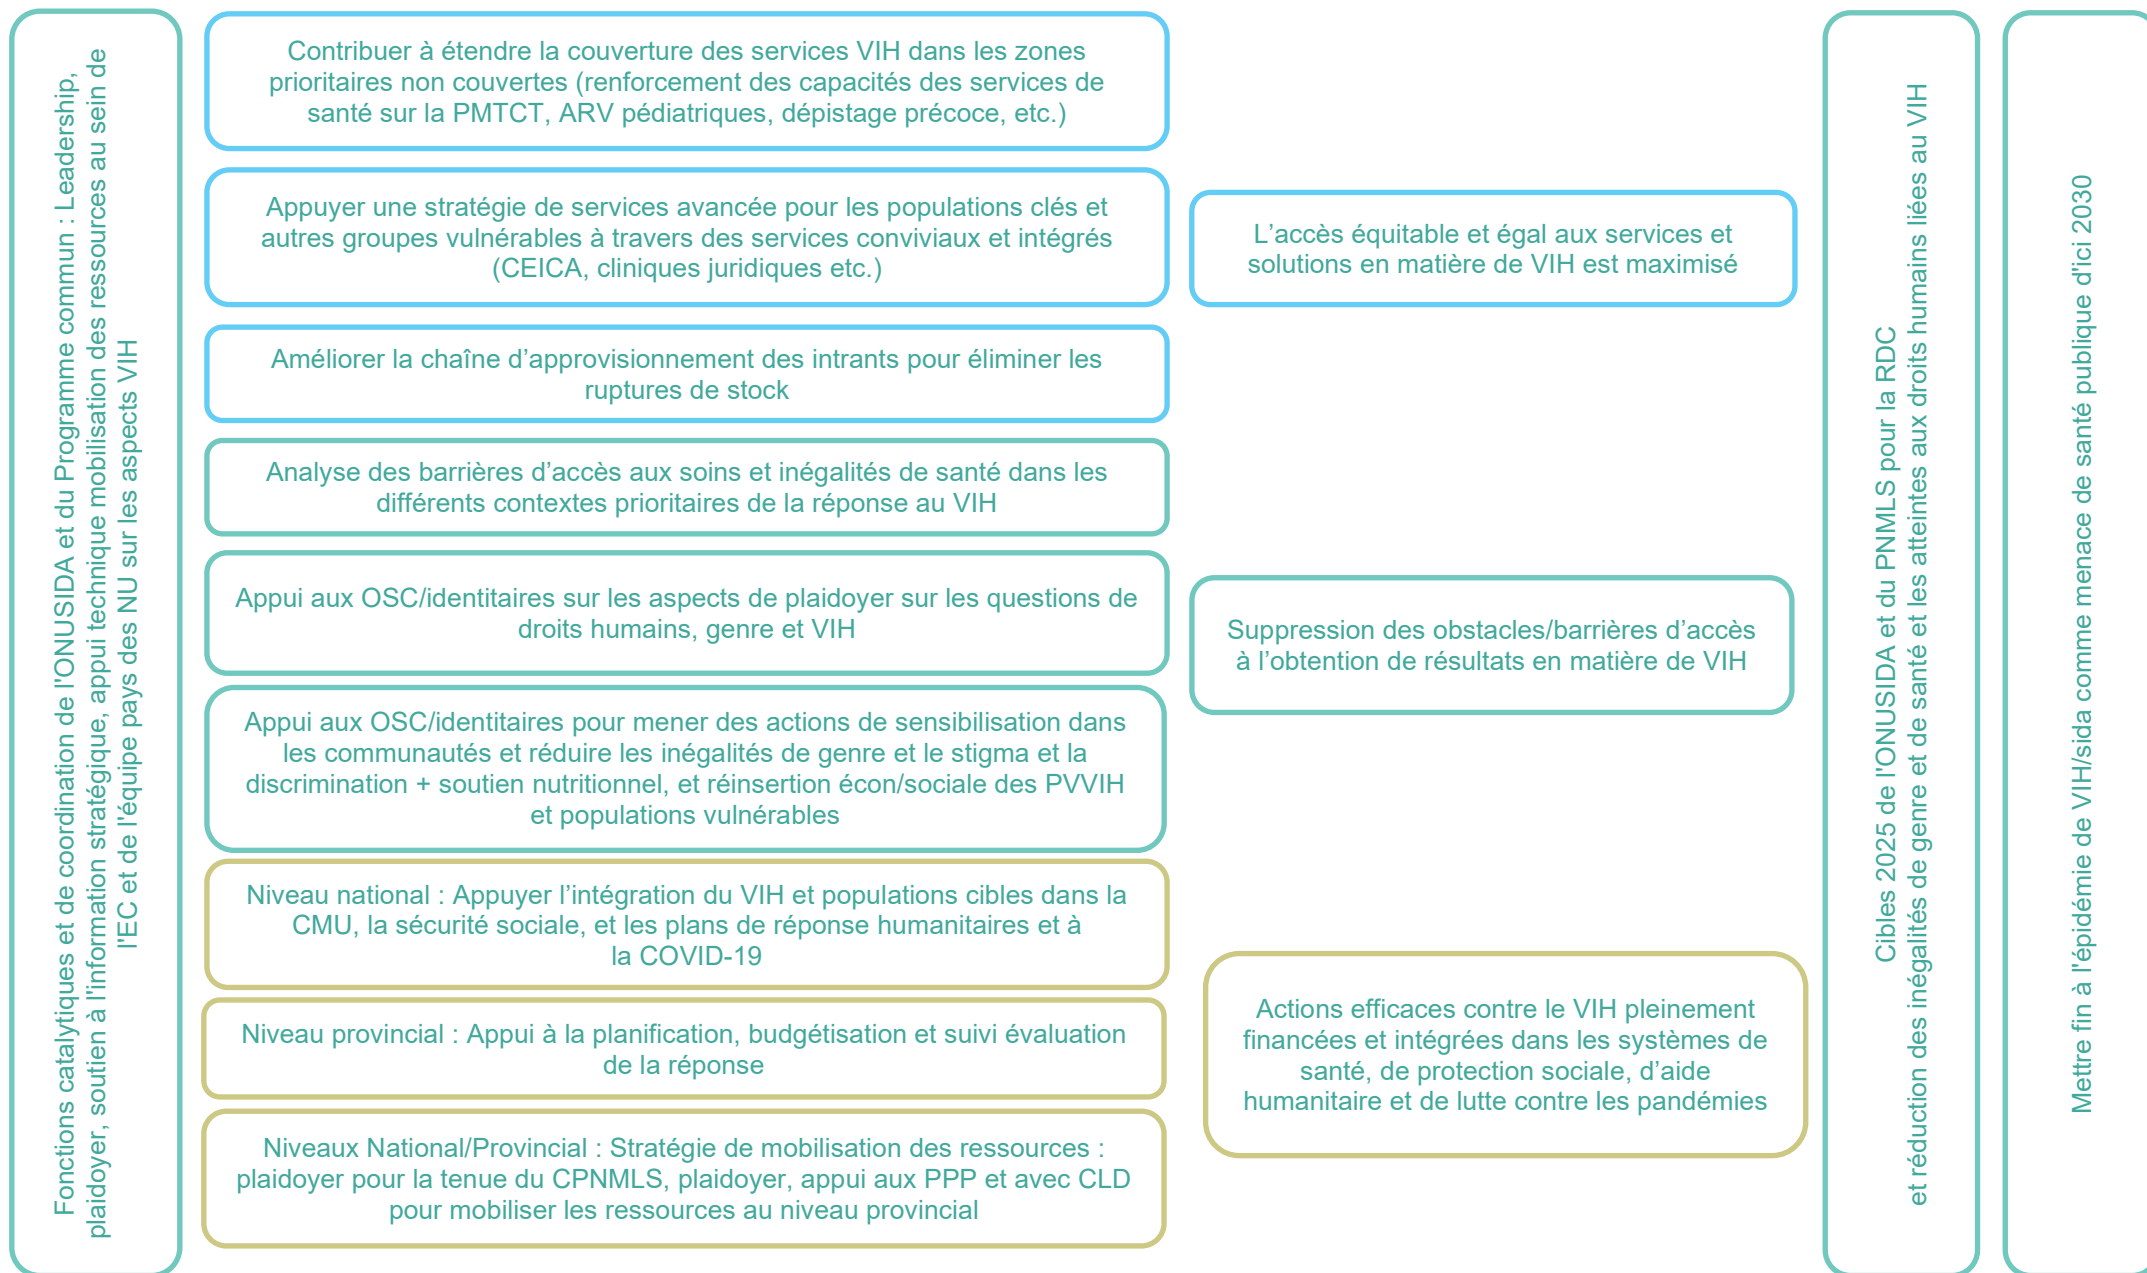 Fonctions catalytiques et de coordination de l'ONUSIDA et du Programme commun : Leadership,
plaidoyer, soutien à l'information stratégique, appui technique mobilisation des ressources au sein de
l'EC et de l'équipe pays des NU sur les aspects VIH
Contribuer à étendre la couverture des services VIH dans les zones
prioritaires non couvertes (renforcement des capacités des services de
santé sur la PMTCT, ARV pédiatriques, dépistage précoce, etc.)
Appuyer une stratégie de services avancée pour les populations clés et
autres groupes vulnérables à travers des services conviviaux et intégrés
(CEICA, cliniques juridiques etc.)
Améliorer la chaîne d’approvisionnement des intrants pour éliminer les
ruptures de stock
Analyse des barrières d’accès aux soins et inégalités de santé dans les
différents contextes prioritaires de la réponse au VIH
Appui aux OSC/identitaires sur les aspects de plaidoyer sur les questions de
droits humains, genre et VIH
Appui aux OSC/identitaires pour mener des actions de sensibilisation dans
les communautés et réduire les inégalités de genre et le stigma et la
discrimination + soutien nutritionnel, et réinsertion écon/sociale des PVVIH
et populations vulnérables
Niveau national : Appuyer l’intégration du VIH et populations cibles dans la
CMU, la sécurité sociale, et les plans de réponse humanitaires et à
la COVID-19
Niveau provincial : Appui à la planification, budgétisation et suivi évaluation
de la réponse
Niveaux National/Provincial : Stratégie de mobilisation des ressources :
plaidoyer pour la tenue du CPNMLS, plaidoyer, appui aux PPP et avec CLD
pour mobiliser les ressources au niveau provincial
L’accès équitable et égal aux services et
solutions en matière de VIH est maximisé
Suppression des obstacles/barrières d’accès
à l’obtention de résultats en matière de VIH
Actions efficaces contre le VIH pleinement
financées et intégrées dans les systèmes de
santé, de protection sociale, d’aide
humanitaire et de lutte contre les pandémies
Cibles 2025 de l'ONUSIDA et du PNMLS pour la RDC
et réduction des inégalités de genre et de santé et les atteintes aux droits humains liées au VIH
Mettre fin à l'épidémie de VIH/sida comme menace de santé publique d'ici 2030